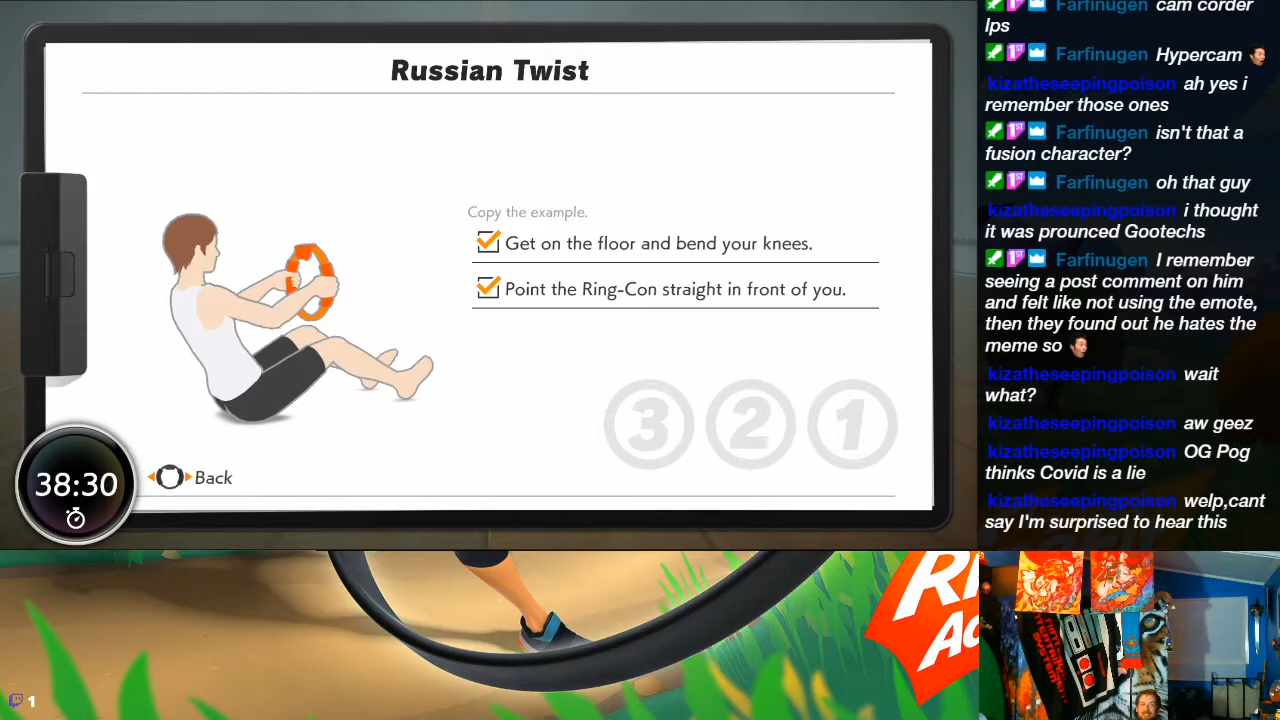 Russian Twist
Copy the example.
Get on the floor and bend your knees.
Point the Ring-Con straight in front of you.
3 2 1
38:30
Back
1
Farfinugen cam corder
lps
Farfinugen Hypercam
kizatheseepingpoison ah yes i
remember those ones
Farfinugen isn't that a
fusion character?
Farfinugen oh that guy
kizatheseepingpoison i thought
it was prounced Gootechs
Farfinugen I remember
seeing a post comment on him
and felt like not using the emote,
then they found out he hates the
meme so
kizatheseepingpoison wait
what?
kizatheseepingpoison aw geez
kizatheseepingpoison OG Pog
thinks Covid is a lie
kizatheseepingpoison welp,cant
say I'm surprised to hear this